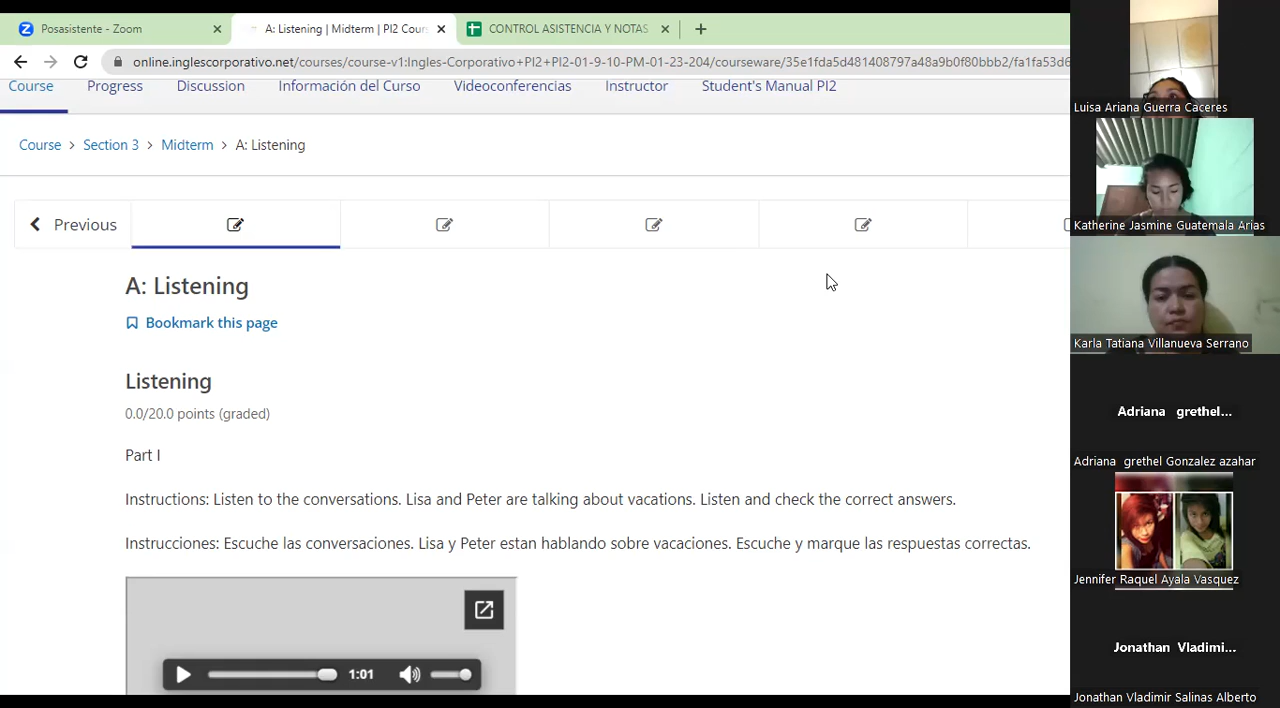 Posasistente - Zoom
A: Listening | Midterm | PI2 Cour
CONTROL ASISTENCIA Y NOTAS
online.inglescorporativo.net/courses/course-v1:Ingles-Corporativo+PI2+PI2-01-9-10-PM-01-23-204/courseware/35e1fda5d481408797a48a9b0f80bbb2/fa1fa53d6
Course
Progress
Discussion
Información del Curso
Videoconferencias
Instructor
Student's Manual PI2
Course > Section 3 > Midterm > A: Listening
Previous
A: Listening
Bookmark this page
Listening
0.0/20.0 points (graded)
Part I
Instructions: Listen to the conversations. Lisa and Peter are talking about vacations. Listen and check the correct answers.
Instrucciones: Escuche las conversaciones. Lisa y Peter estan hablando sobre vacaciones. Escuche y marque las respuestas correctas.
1:01
Luisa Ariana Guerra Caceres
Katherine Jasmine Guatemala Arias
Karla Tatiana Villanueva Serrano
Adriana grethel...
Adriana grethel Gonzalez azahar
Jennifer Raquel Ayala Vasquez
Jonathan Vladimi...
Jonathan Vladimir Salinas Alberto